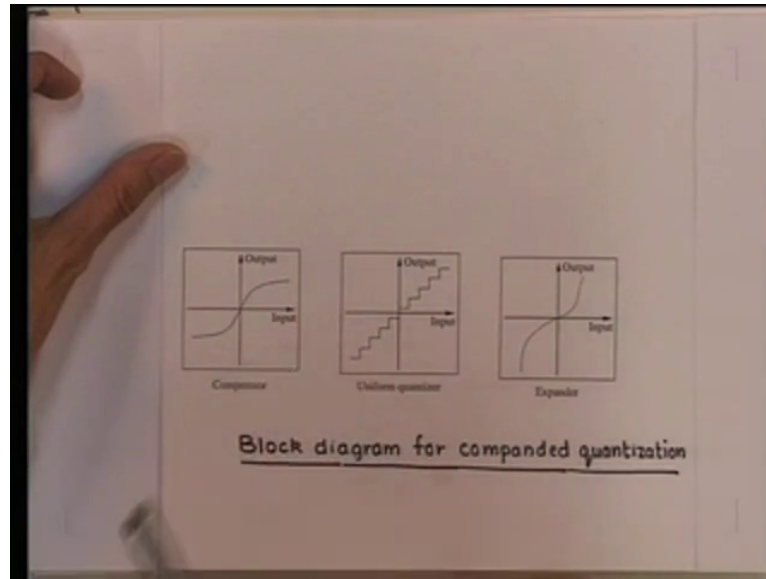 Output
Input
Compressor
Output
Input
Uniform quantizer
Output
Input
Expander
Block diagram for companded quantization